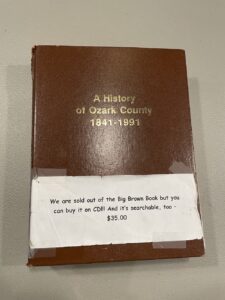 A History
of Ozark County
1841-1991
We are sold out of the Big Brown Book but you
can buy it on CD!! And it's searchable, too -
$35.00